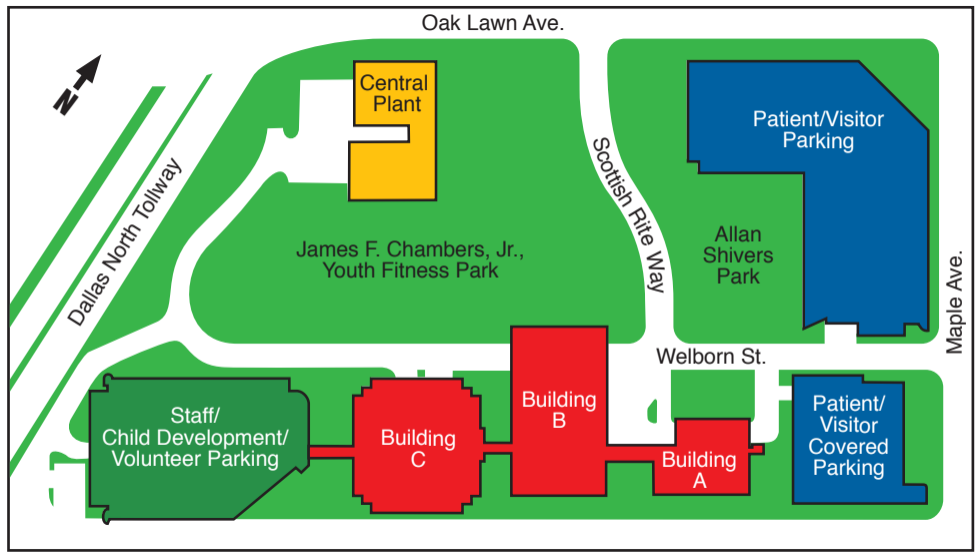 Oak Lawn Ave.
N
Central
Plant
Patient/Visitor
Parking
Scottish Rite Way
Dallas North Tollway
James F. Chambers, Jr.,
Youth Fitness Park
Allan
Shivers
Park
Maple Ave.
Welborn St.
Staff/
Child Development/
Volunteer Parking
Building
C
Building
B
Building
A
Patient/
Visitor
Covered
Parking